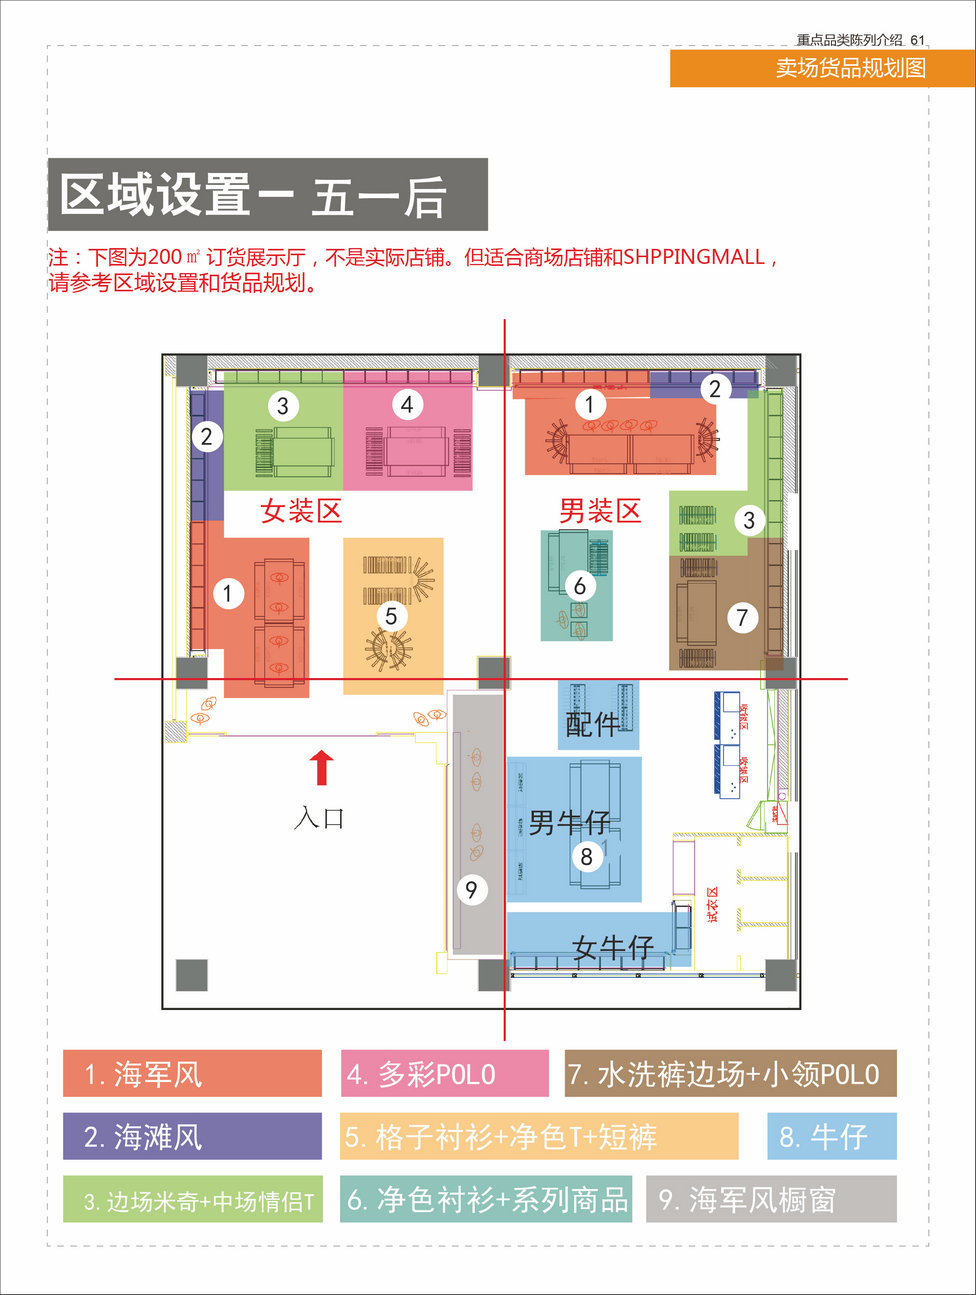 重点品类陈列介绍 61
卖场货品规划图
区域设置— 五一后
注：下图为200㎡ 订货展示厅，不是实际店铺。但适合商场店铺和SHPPINGMALL，
请参考区域设置和货品规划。
3
4
1
2
2
女装区
男装区
3
1
5
6
7
配件
收银区
收银区
入口
男牛仔
8
9
试衣区
女牛仔
1. 海军风
4. 多彩POLO
7. 水洗裤边场+小领POLO
2. 海滩风
5. 格子衬衫+净色T+短裤
8. 牛仔
3. 边场米奇+中场情侣T
6. 净色衬衫+系列商品
9. 海军风橱窗